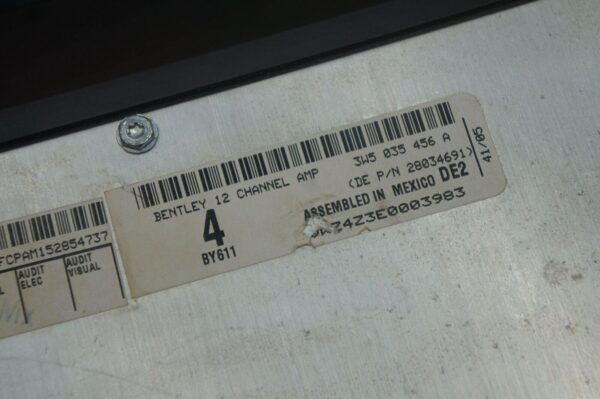 3W5 035 456 A
BENTLEY 12 CHANNEL AMP
(DE P/N 28034691)
41/05
4
ASSEMBLED IN MEXICO DE2
BY611
4Z3E0003983
FCPAM152854737
AUDIT ELEC
AUDIT VISUAL